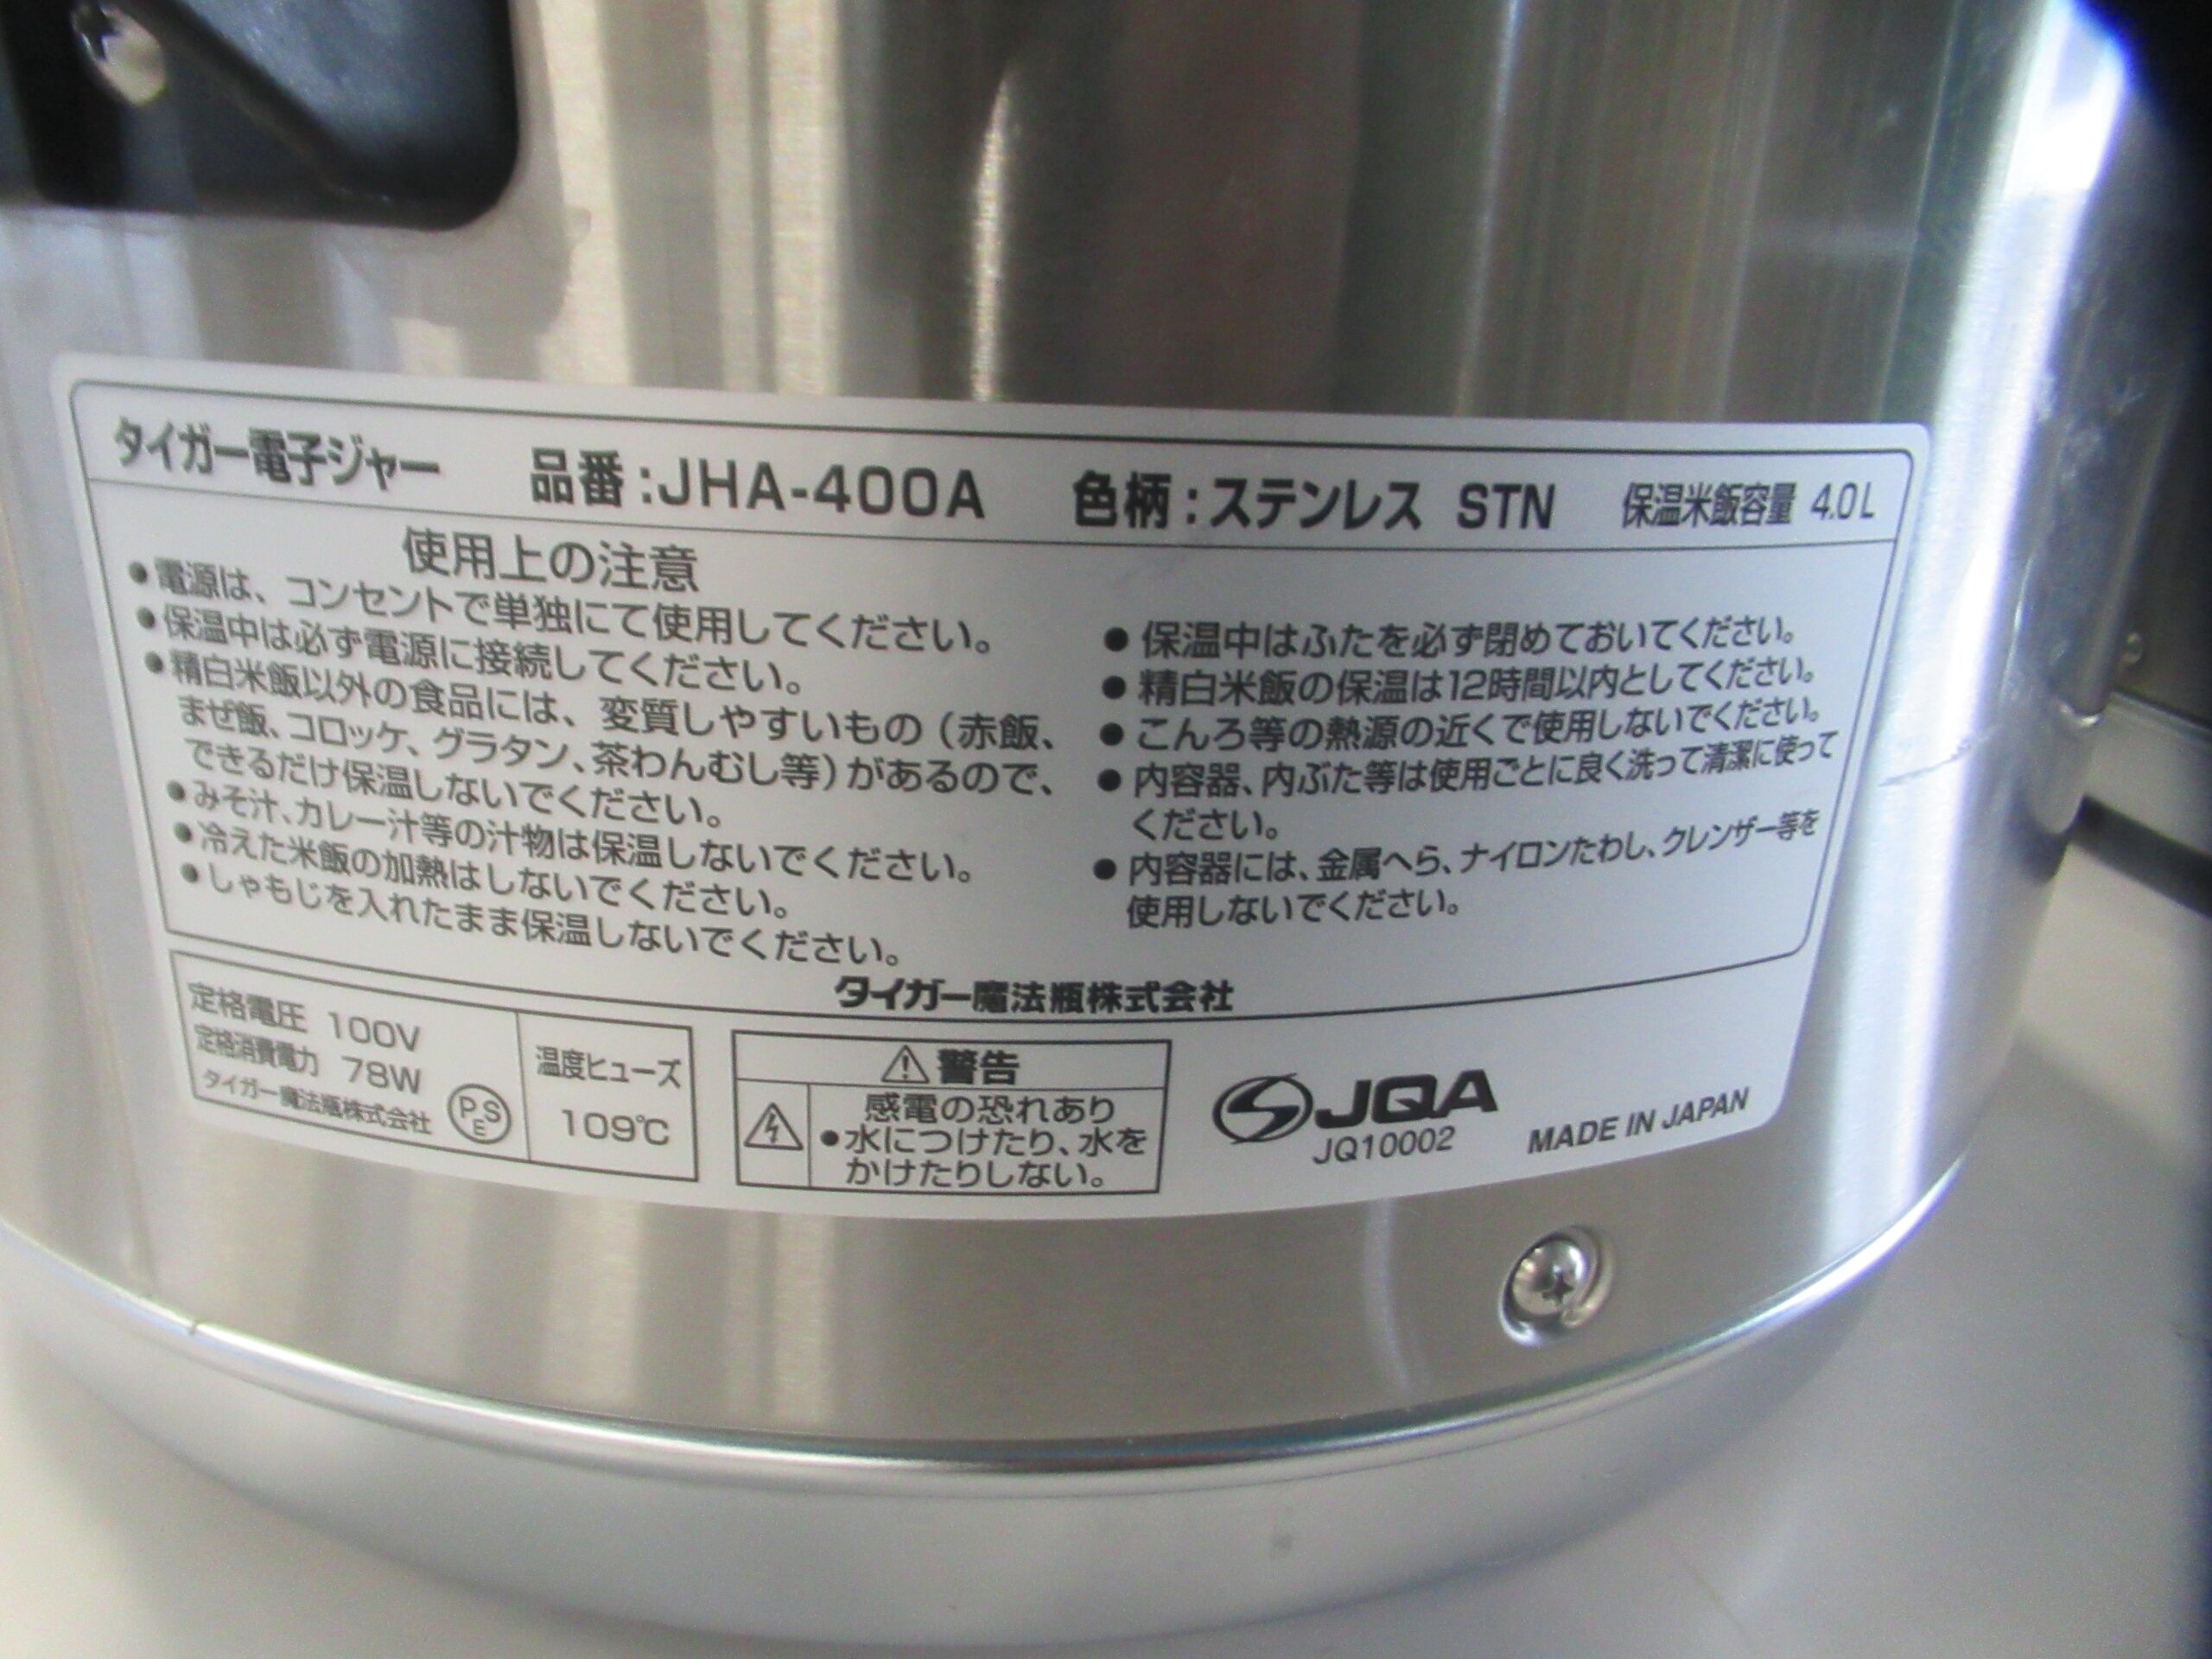 タイガー電子ジャー 品番:JHA-400A 色柄:ステンレス STN 保温米飯容量 4.0L
使用上の注意
●電源は、コンセントで単独にて使用してください。
●保温中は必ず電源に接続してください。
●精白米飯以外の食品には、変質しやすいもの(赤飯、
まぜ飯、コロッケ、グラタン、茶わんむし等)があるので、
できるだけ保温しないでください。
●みそ汁、カレー汁等の汁物は保温しないでください。
●冷えた米飯の加熱はしないでください。
●しゃもじを入れたまま保温しないでください。
●保温中はふたを必ず閉めておいてください。
●精白米飯の保温は12時間以内としてください。
●こんろ等の熱源の近くで使用しないでください。
●内容器、内ぶた等は使用ごとに良く洗って清潔に使って
ください。
●内容器には、金属へら、ナイロンたわし、クレンザー等を
使用しないでください。
タイガー魔法瓶株式会社
定格電圧 100V
定格消費電力 78W
タイガー魔法瓶株式会社 PSE
温度ヒューズ
109℃
⚠警告
感電の恐れあり
●水につけたり、水を
かけたりしない。
JQA
JQ10002
MADE IN JAPAN